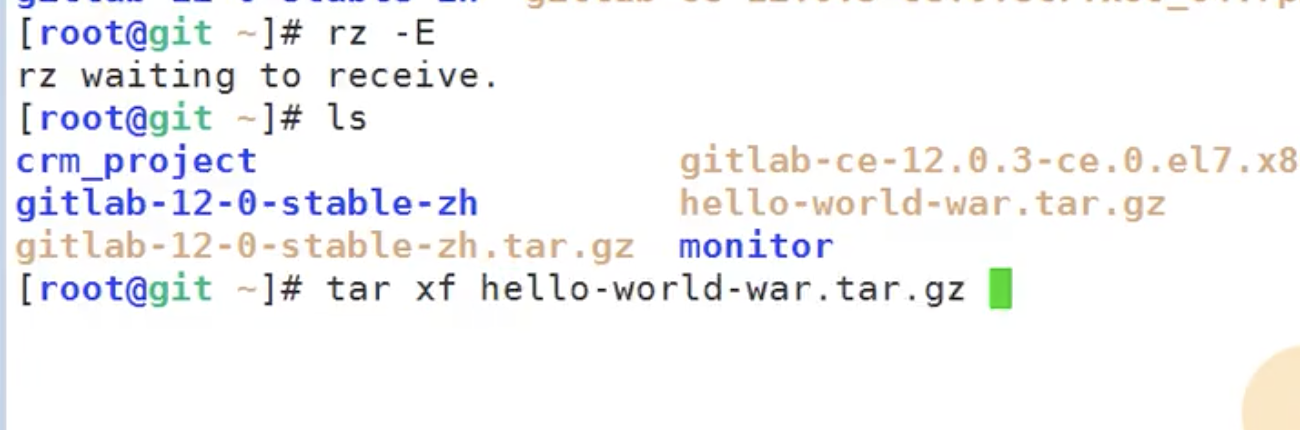 [root@git ~]# rz -E
rz waiting to receive.
[root@git ~]# ls
crm_project gitlab-ce-12.0.3-ce.0.el7.x8
gitlab-12-0-stable-zh hello-world-war.tar.gz
gitlab-12-0-stable-zh.tar.gz monitor
[root@git ~]# tar xf hello-world-war.tar.gz